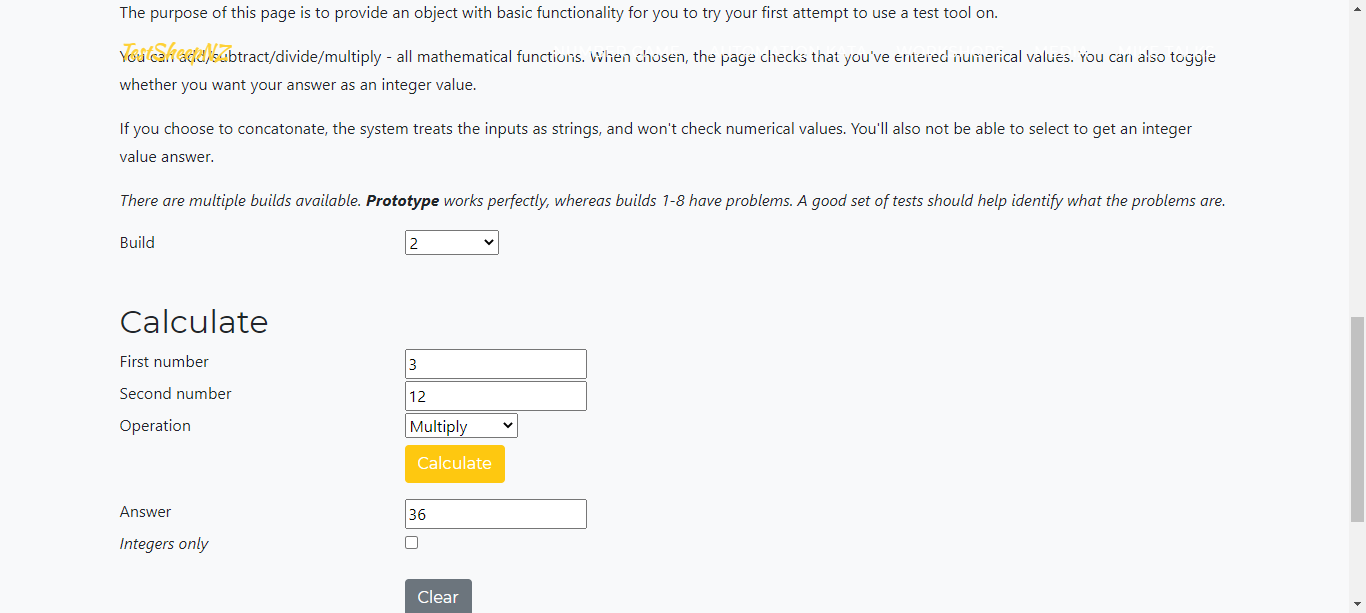 The purpose of this page is to provide an object with basic functionality for you to try your first attempt to use a test tool on.
TestSheepNZ
You can add/subtract/divide/multiply - all mathematical functions. When chosen, the page checks that you've entered numerical values. You can also toggle
whether you want your answer as an integer value.
If you choose to concatonate, the system treats the inputs as strings, and won't check numerical values. You'll also not be able to select to get an integer
value answer.
There are multiple builds available. Prototype works perfectly, whereas builds 1-8 have problems. A good set of tests should help identify what the problems are.
Build 2
Calculate
First number 3
Second number 12
Operation Multiply
Calculate
Answer 36
Integers only
Clear